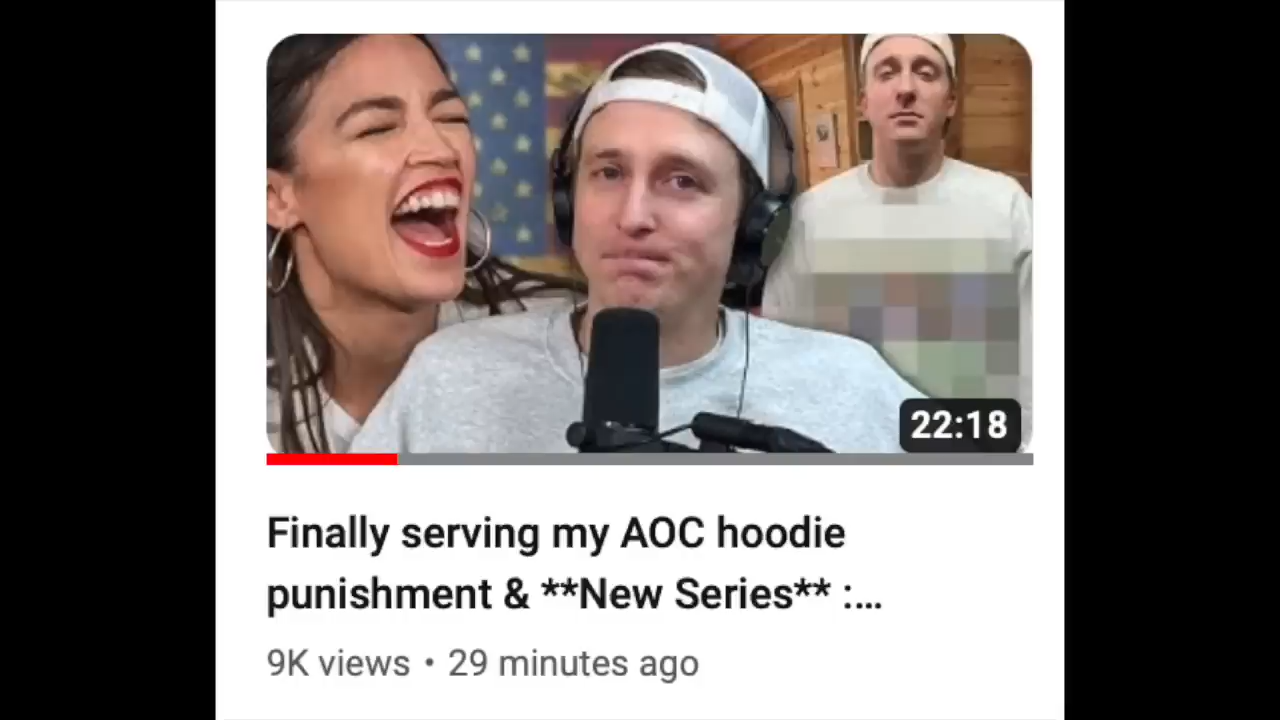 22:18
Finally serving my AOC hoodie
punishment & **New Series** :...
9K views • 29 minutes ago